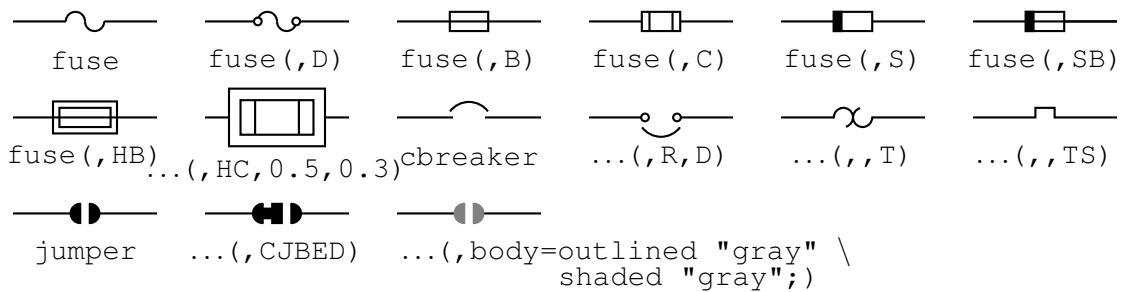 fuse fuse(,D) fuse(,B) fuse(,C) fuse(,S) fuse(,SB)
fuse(,HB) ...(,HC,0.5,0.3) cbreaker ...(,R,D) ...(,,T) ...(,,TS)
jumper ...(,CJBED) ...(,body=outlined "gray" \
shaded "gray";)